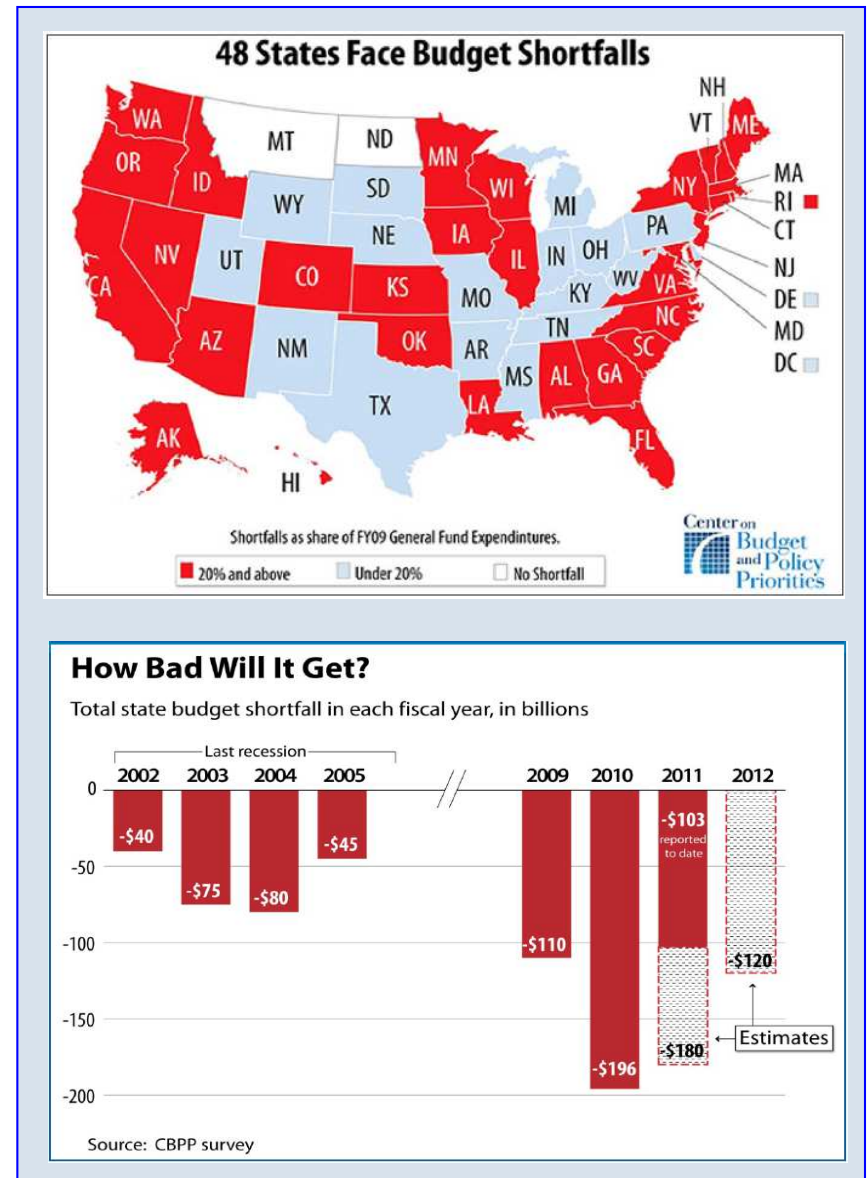 48 States Face Budget Shortfalls
NH
WA
MT
ND
MN
VT
ME
OR
ID
WI
NY
MA
SD
RI
WY
MI
CT
PA
NV
UT
NE
IA
IL
IN
OH
NJ
CA
CO
KS
MO
WV
VA
DE
KY
NC
MD
AZ
NM
OK
AR
TN
SC
DC
MS
AL
GA
TX
LA
AK
FL
HI
Shortfalls as share of FY09 General Fund Expendintures.
20% and above
Under 20%
No Shortfall
Center on
Budget
and Policy
Priorities
How Bad Will It Get?
Total state budget shortfall in each fiscal year, in billions
Last recession
2002 2003 2004 2005 2009 2010 2011 2012
0
-$40
-$75
-$80
-$45
-$110
-$196
-$103
reported
to date
-$180
-$120
Estimates
-50
-100
-150
-200
Source: CBPP survey